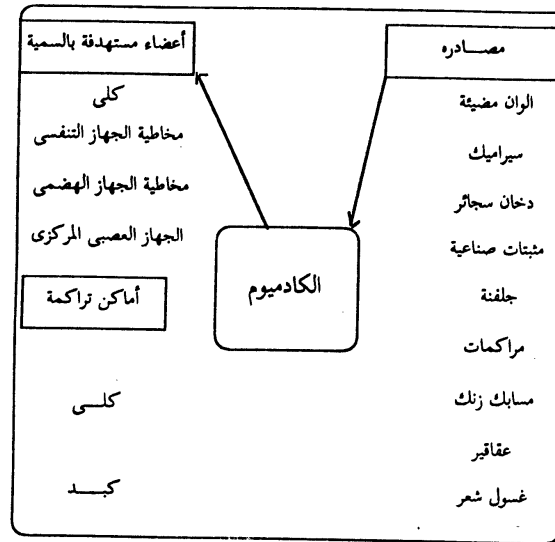 مصـــادره
الوان مضيئة
سيراميك
دخان سجائر
مثبتات صناعية
جلفنة
مراكمات
مسابك زنك
عقاقير
غسول شعر
الكادميوم
أعضاء مستهدفة بالسمية
كلى
مخاطية الجهاز التنفسى
مخاطية الجهاز الهضمى
الجهاز العصبى المركزى
أماكن تراكمة
كلـــى
كبـــد